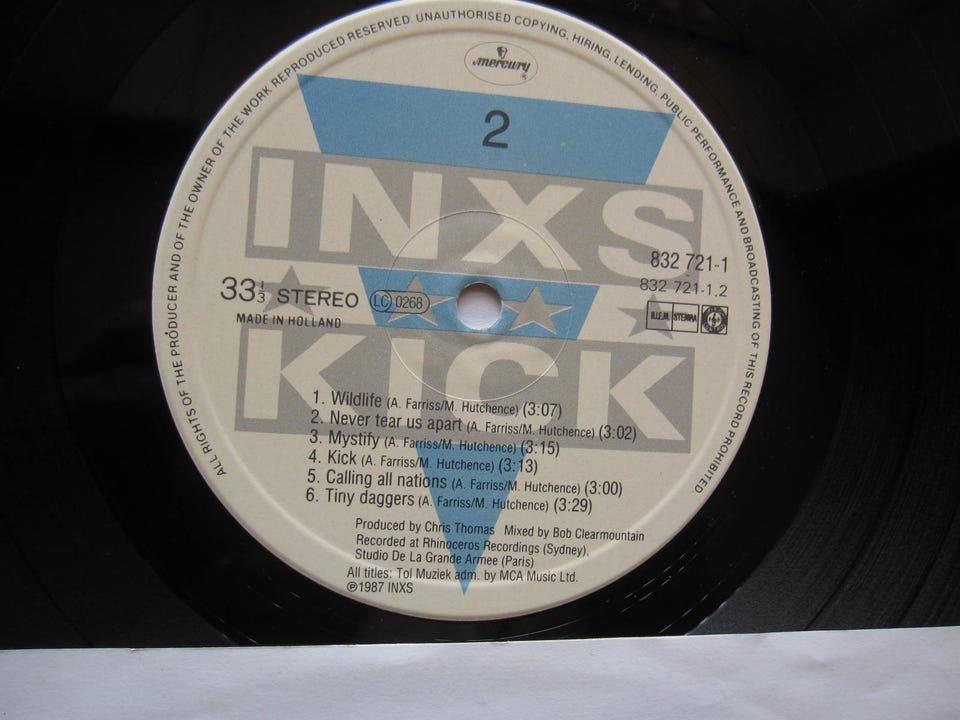 ALL RIGHTS OF THE PRODUCER AND OF THE OWNER OF THE WORK REPRODUCED RESERVED. UNAUTHORISED COPYING, HIRING, LENDING, PUBLIC PERFORMANCE AND BROADCASTING OF THIS RECORD PROHIBITED
mercury
2
INXS
832 721-1
33 1/3 STEREO LC 0268 832 721-1.2
MADE IN HOLLAND B.I.E.M. STEMRA
KICK
1. Wildlife (A. Farriss/M. Hutchence) (3:07)
2. Never tear us apart (A. Farriss/M. Hutchence) (3:02)
3. Mystify (A. Farriss/M. Hutchence) (3:15)
4. Kick (A. Farriss/M. Hutchence) (3:13)
5. Calling all nations (A. Farriss/M. Hutchence) (3:00)
6. Tiny daggers (A. Farriss/M. Hutchence) (3:29)
Produced by Chris Thomas Mixed by Bob Clearmountain
Recorded at Rhinoceros Recordings (Sydney),
Studio De La Grande Armee (Paris)
All titles: Tol Muziek adm. by MCA Music Ltd.
℗1987 INXS